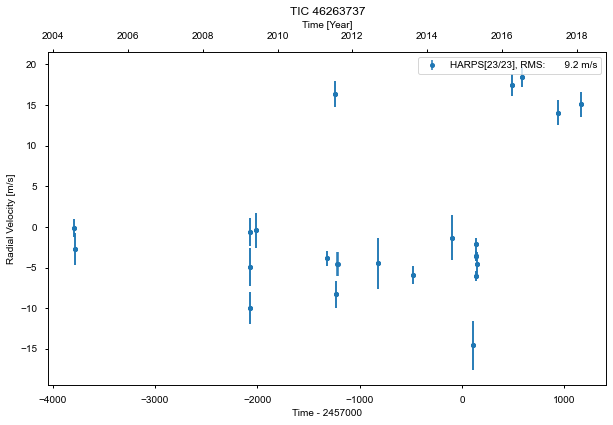 TIC 46263737
Time [Year]
2004 2006 2008 2010 2012 2014 2016 2018
HARPS[23/23], RMS: 9.2 m/s
20
15
10
5
0
−5
−10
−15
Radial Velocity [m/s]
−4000 −3000 −2000 −1000 0 1000
Time - 2457000